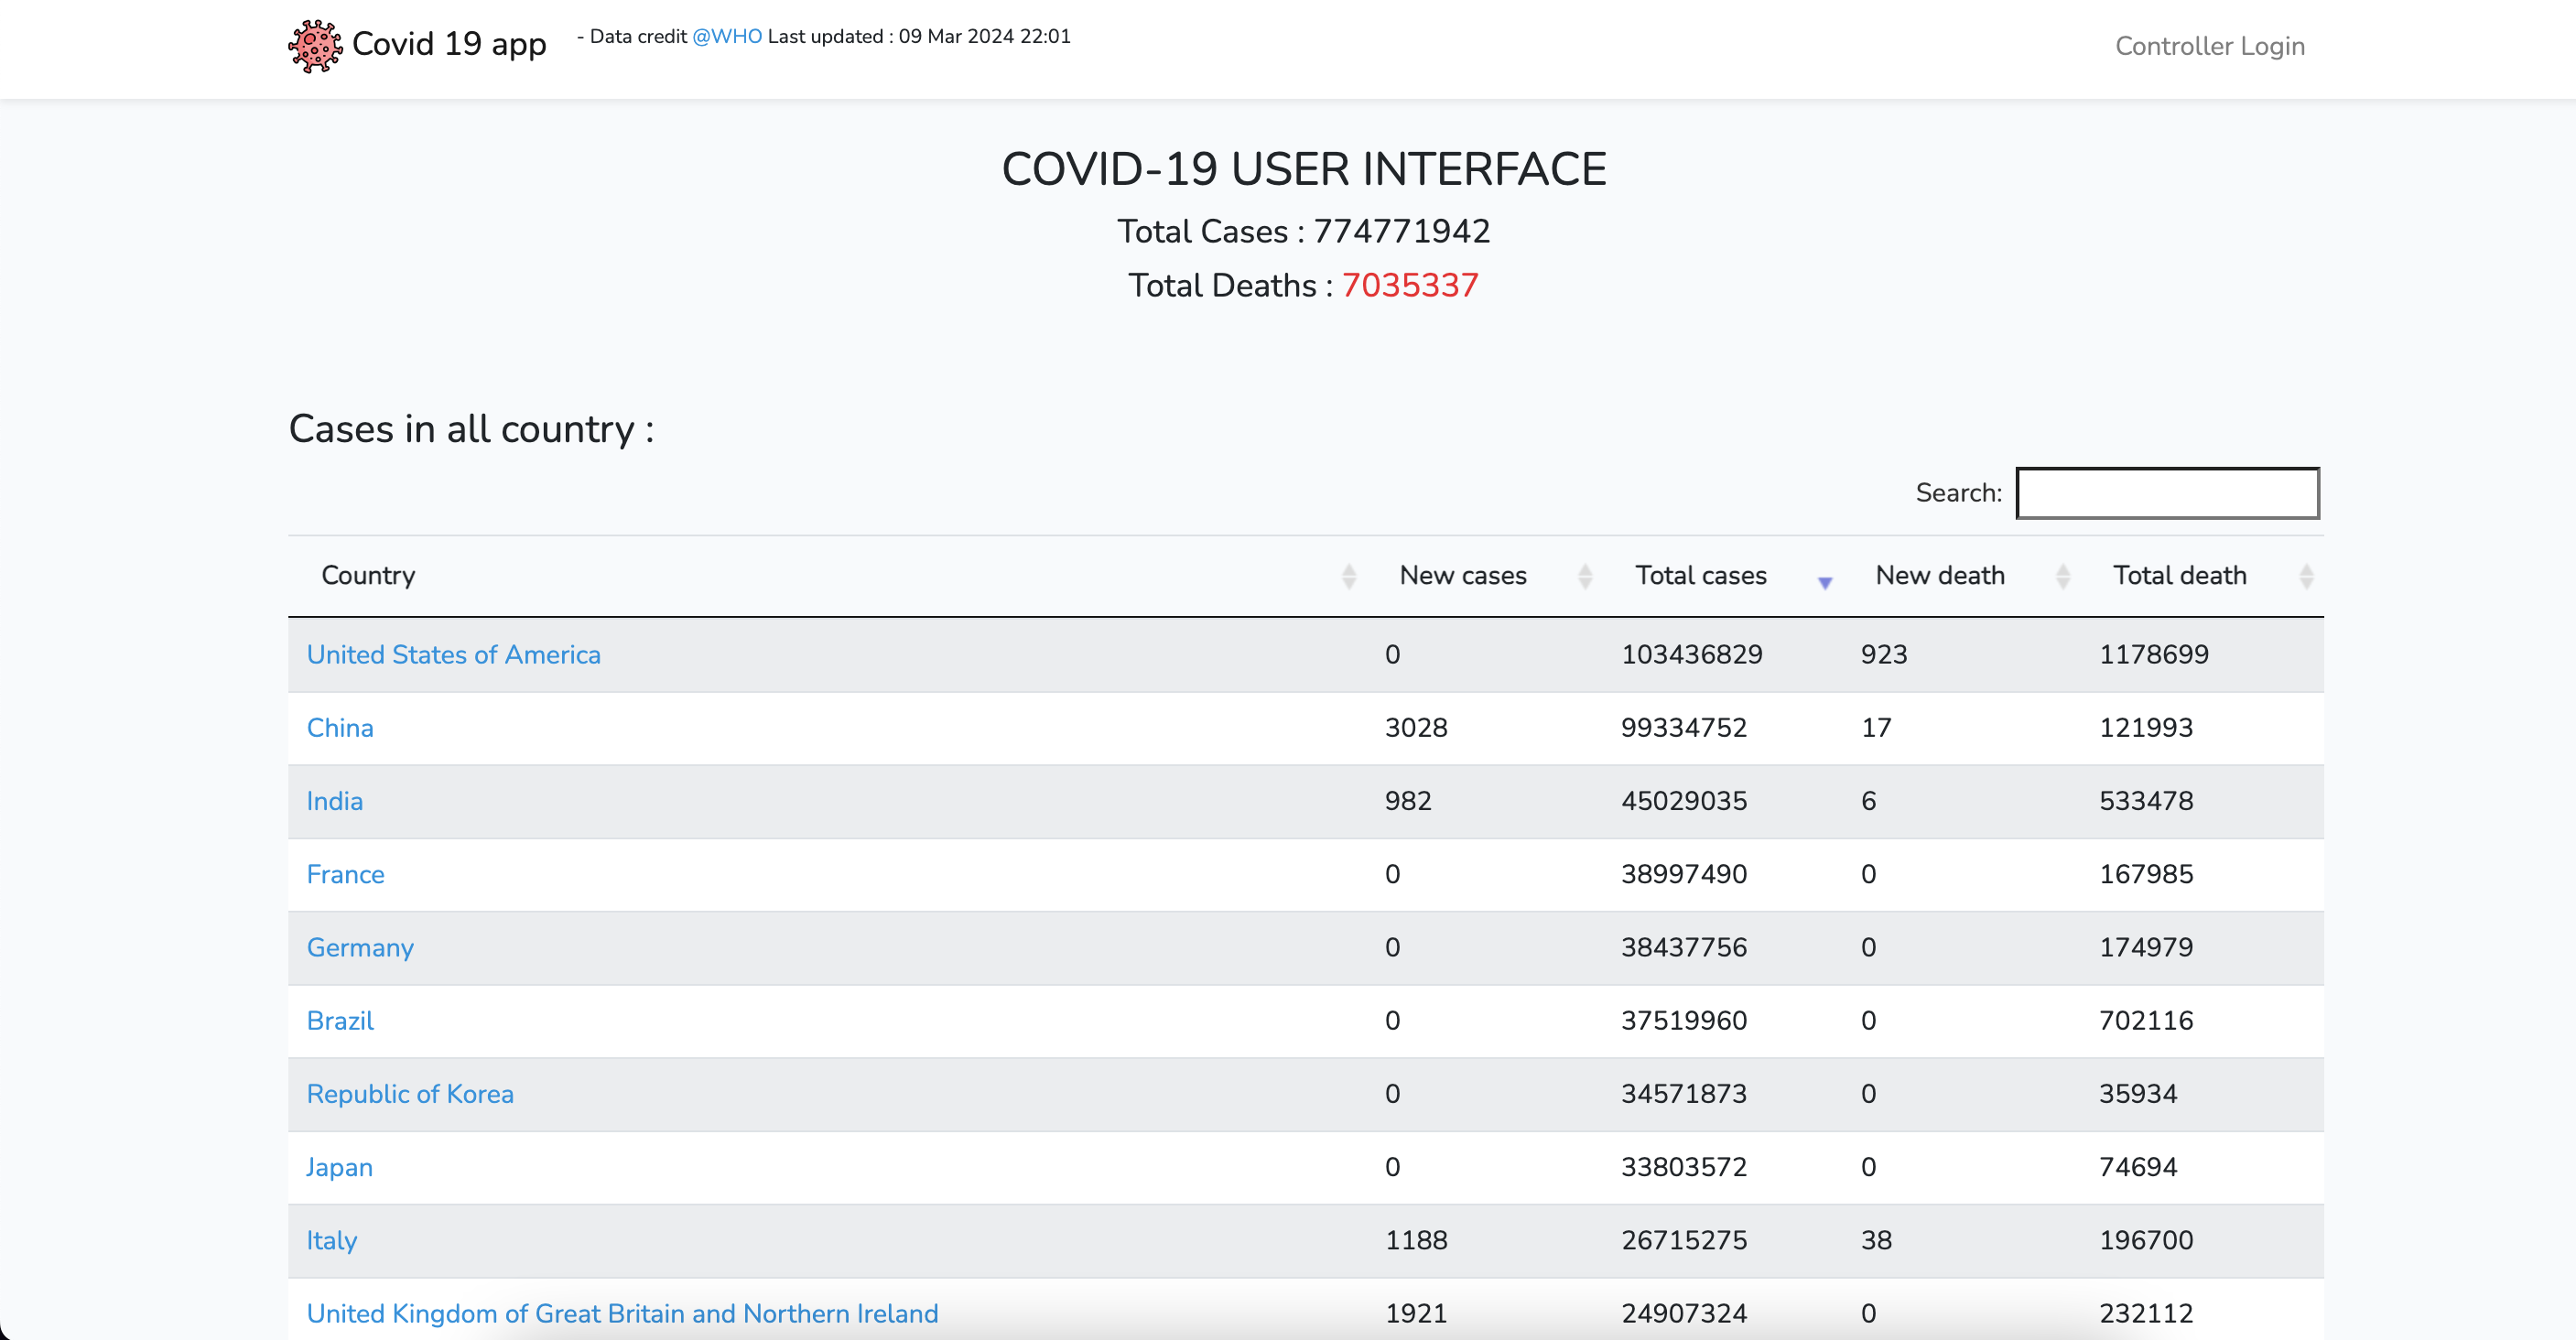 Covid 19 app - Data credit @WHO Last updated : 09 Mar 2024 22:01 Controller Login
COVID-19 USER INTERFACE
Total Cases : 774771942
Total Deaths : 7035337
Cases in all country :
Search:
Country New cases Total cases New death Total death
United States of America 0 103436829 923 1178699
China 3028 99334752 17 121993
India 982 45029035 6 533478
France 0 38997490 0 167985
Germany 0 38437756 0 174979
Brazil 0 37519960 0 702116
Republic of Korea 0 34571873 0 35934
Japan 0 33803572 0 74694
Italy 1188 26715275 38 196700
United Kingdom of Great Britain and Northern Ireland 1921 24907324 0 232112